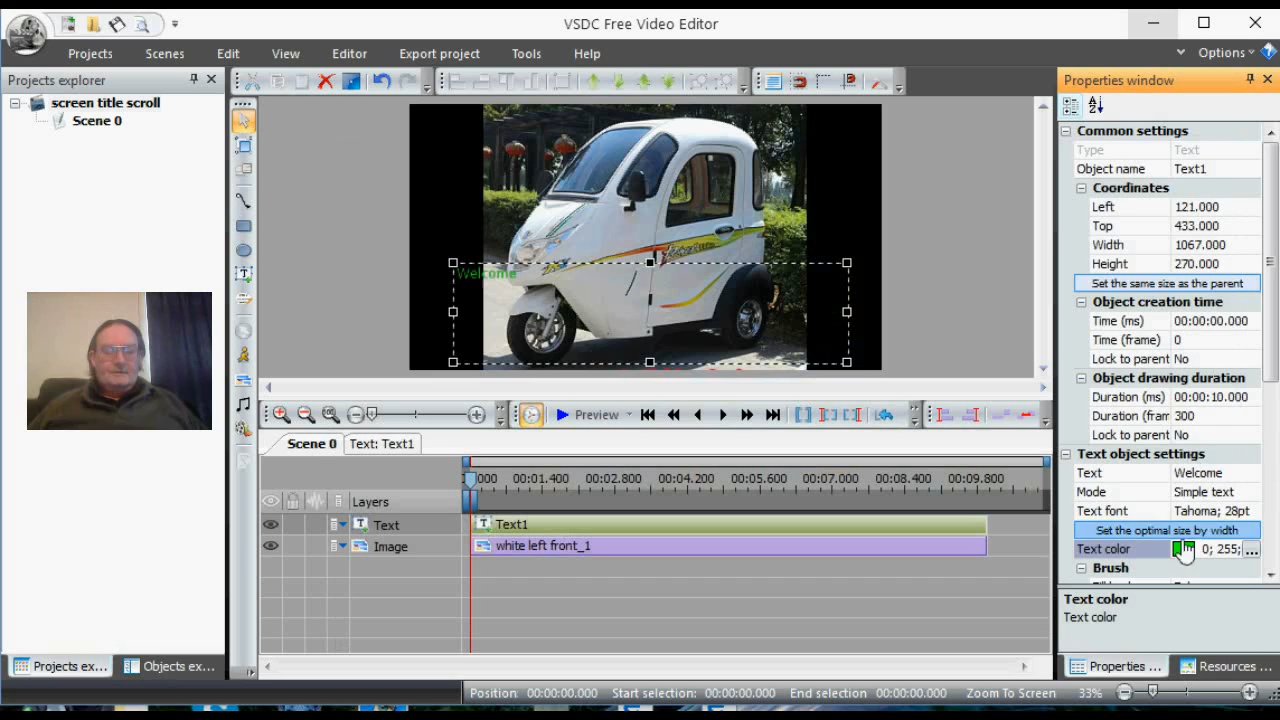 VSDC Free Video Editor
Projects Scenes Edit View Editor Export project Tools Help Options
Projects explorer
screen title scroll
Scene 0
Welcome
Properties window
Common settings
Type Text
Object name Text1
Coordinates
Left 121.000
Top 433.000
Width 1067.000
Height 270.000
Set the same size as the parent
Object creation time
Time (ms) 00:00:00.000
Time (frame) 0
Lock to parent No
Object drawing duration
Duration (ms) 00:00:10.000
Duration (fram 300
Lock to parent No
Text object settings
Text Welcome
Mode Simple text
Text font Tahoma; 28pt
Set the optimal size by width
Text color 0; 255; ...
Brush
Text color
Text color
Preview
Scene 0 Text: Text1
000 00:01.400 00:02.800 00:04.200 00:05.600 00:07.000 00:08.400 00:09.800
Layers
Text Text1
Image white left front_1
Projects ex... Objects ex...
Properties ... Resources ...
Position: 00:00:00.000 Start selection: 00:00:00.000 End selection 00:00:00.000 Zoom To Screen 33%